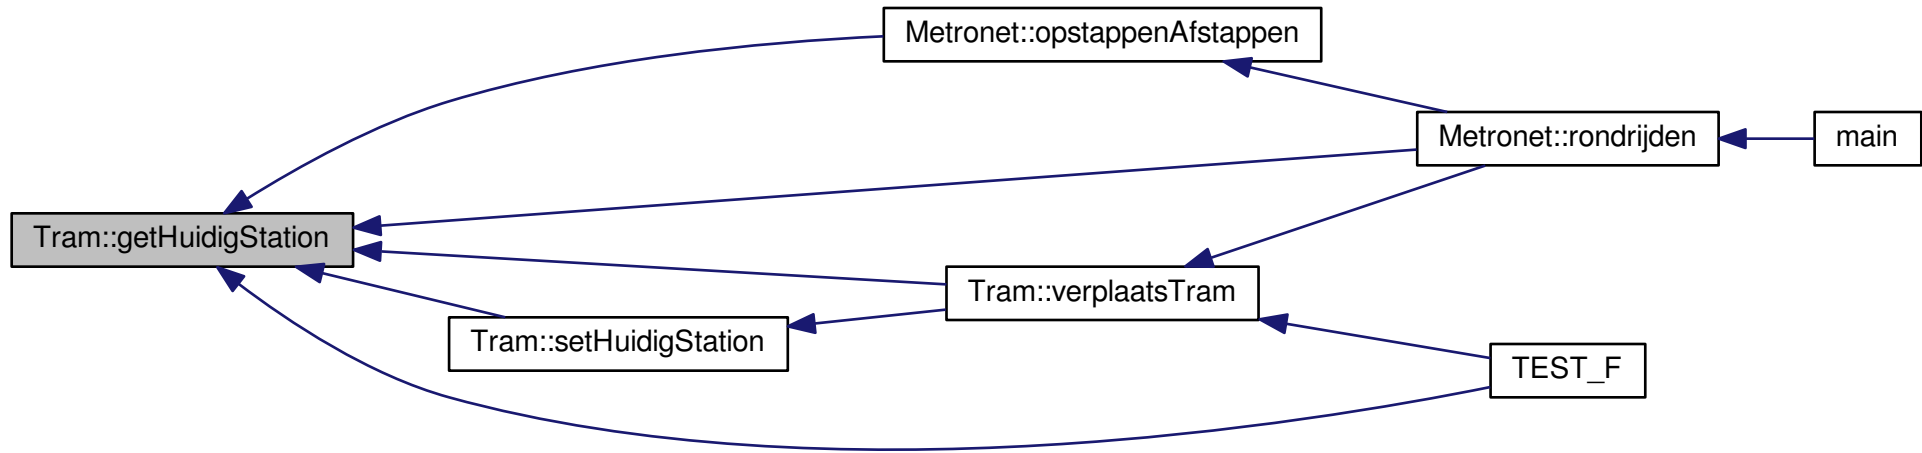 Metronet::opstappenAfstappen
Metronet::rondrijden
main
Tram::getHuidigStation
Tram::verplaatsTram
Tram::setHuidigStation
TEST_F